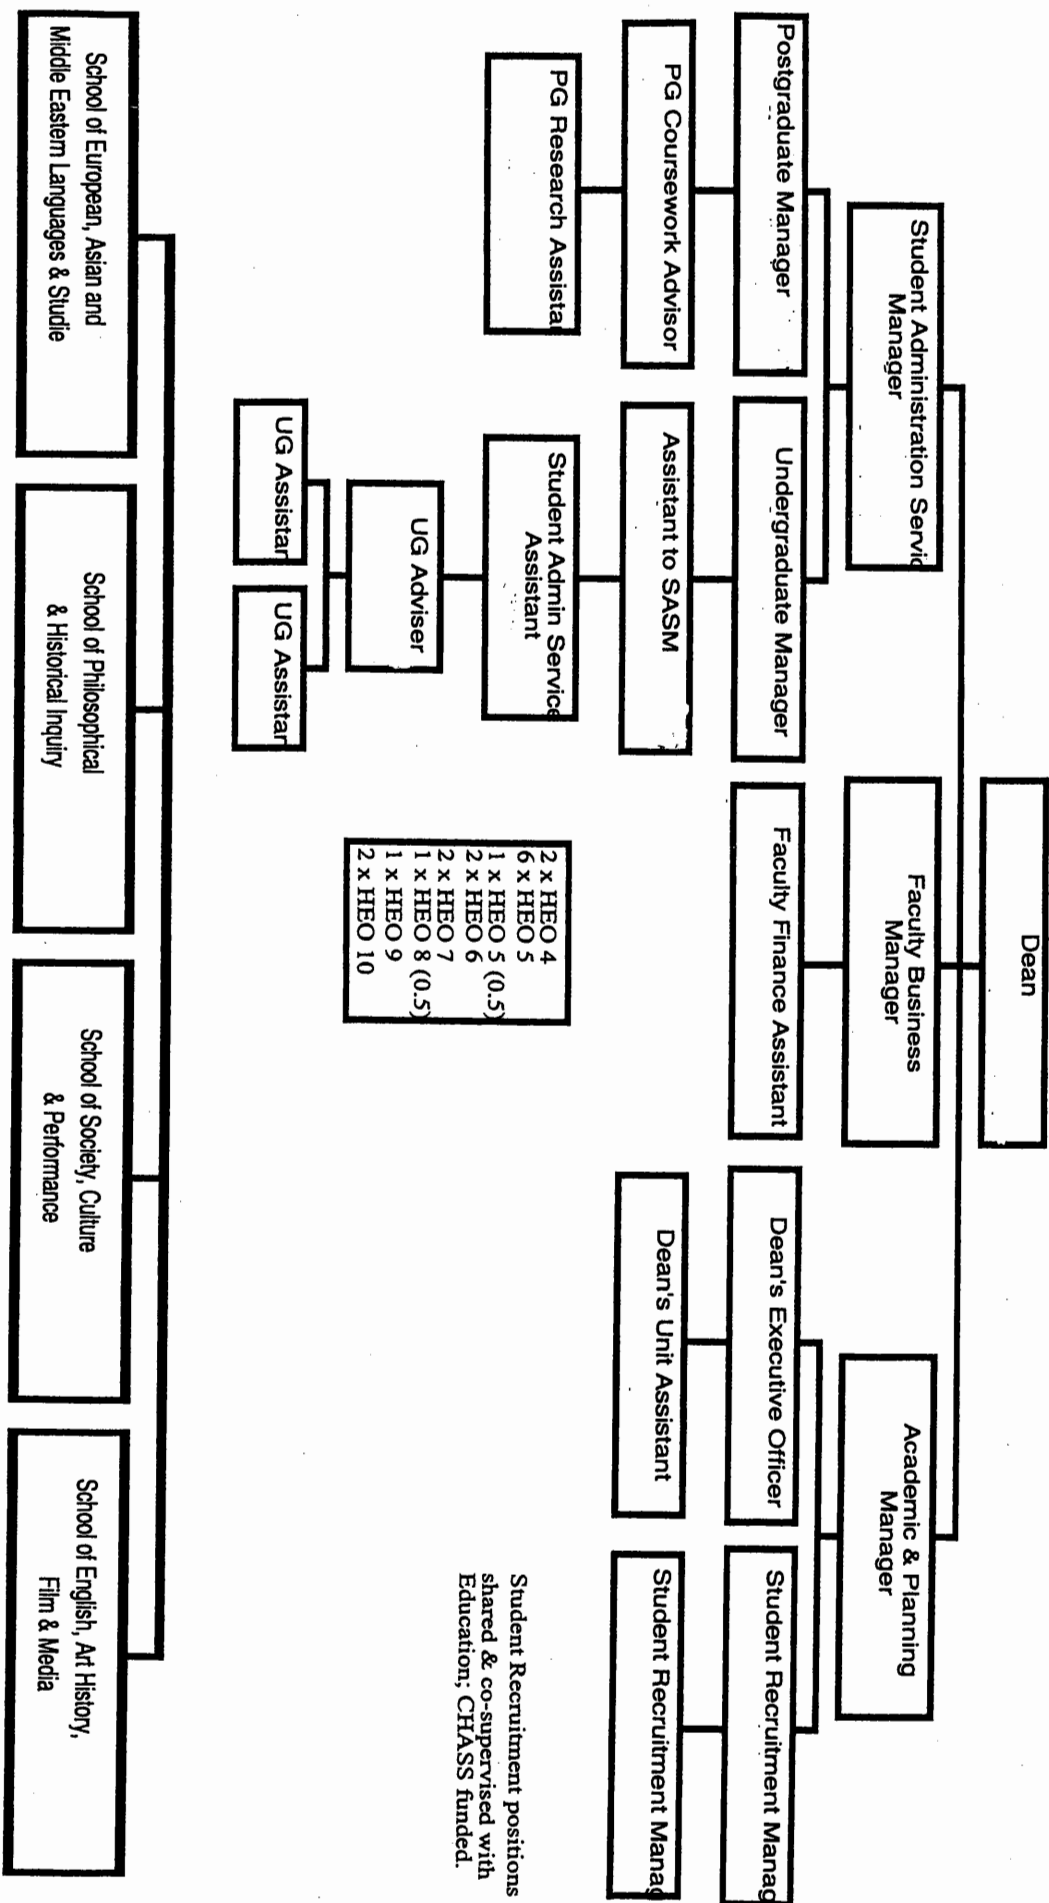 Dean
Student Administration Servic
Manager
Faculty Business
Manager
Academic & Planning
Manager
Postgraduate Manager
Undergraduate Manager
Faculty Finance Assistant
Dean's Executive Officer
Student Recruitment Manag
PG Coursework Advisor
Assistant to SASM
Dean's Unit Assistant
Student Recruitment Manag
PG Research Assista
Student Admin Service
Assistant
UG Adviser
UG Assistan
UG Assistan
2 x HEO 4
6 x HEO 5
1 x HEO 5 (0.5)
2 x HEO 6
2 x HEO 7
1 x HEO 8 (0.5)
1 x HEO 9
2 x HEO 10
Student Recruitment positions
shared & co-supervised with
Education; CHASS funded.
School of European, Asian and
Middle Eastern Languages & Studie
School of Philosophical
& Historical Inquiry
School of Society, Culture
& Performance
School of English, Art History,
Film & Media